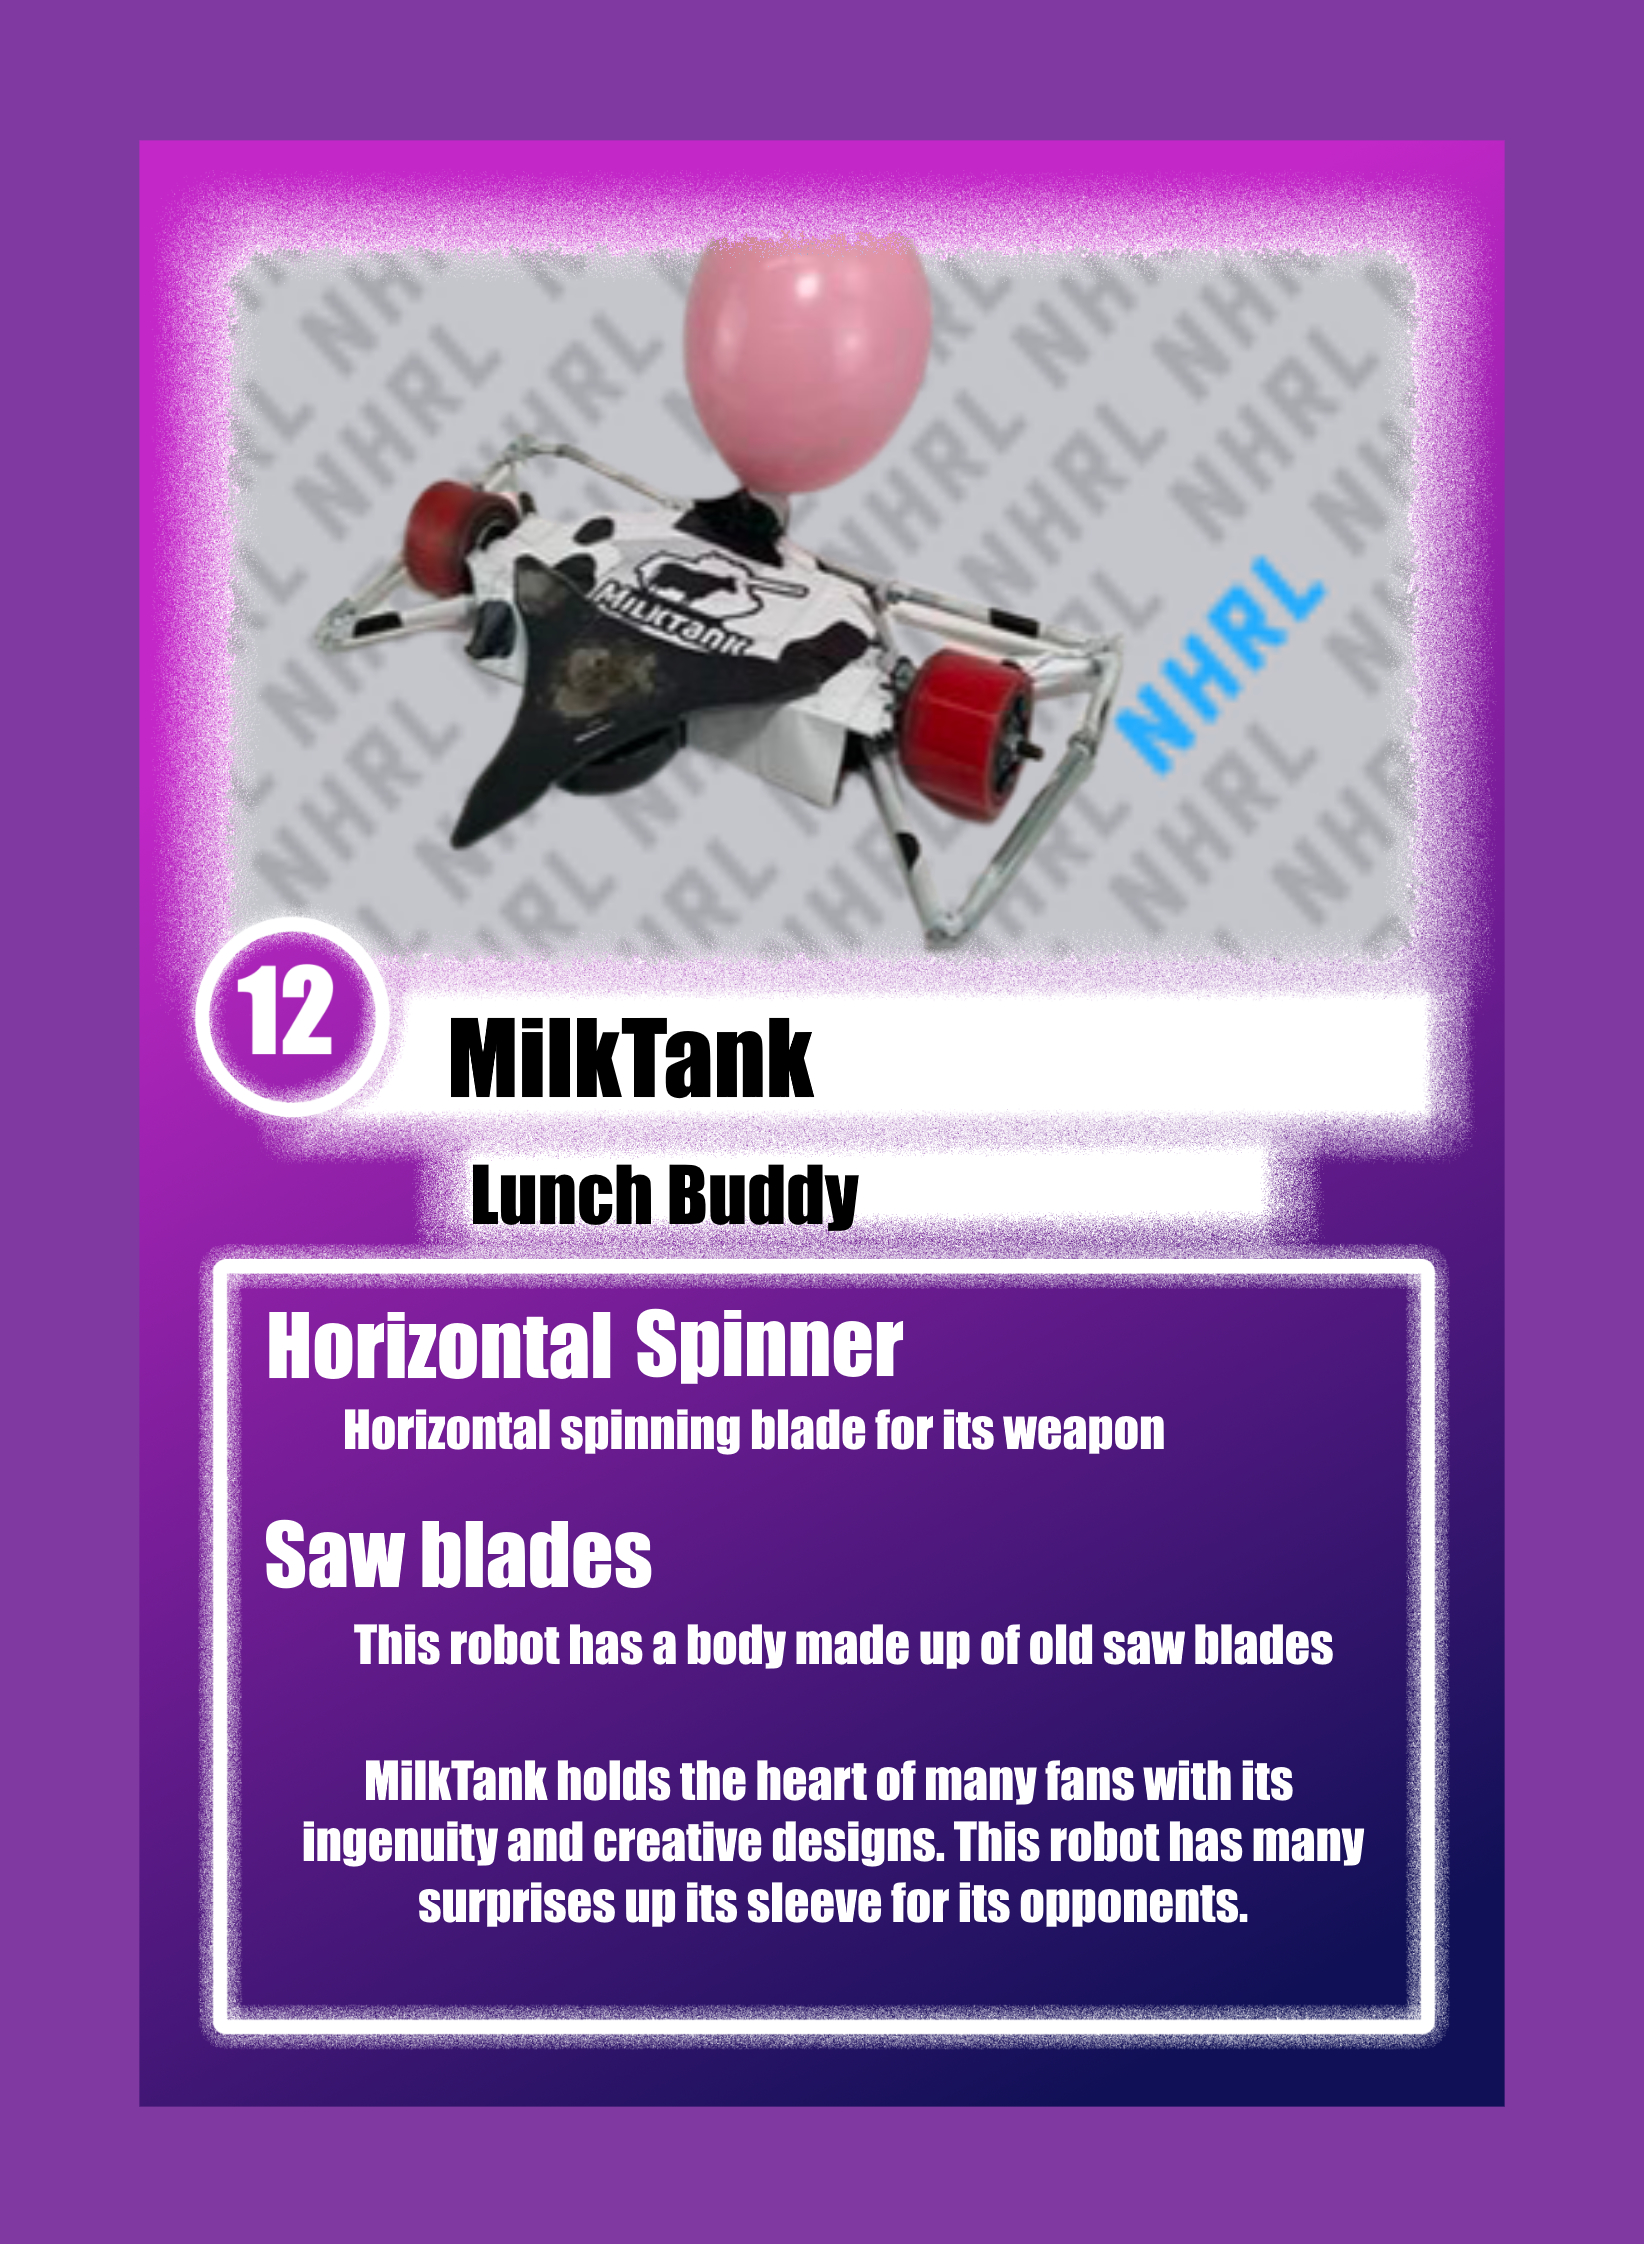 NHRL
MILKTANK
NHRL
12
MilkTank
Lunch Buddy
Horizontal Spinner
Horizontal spinning blade for its weapon
Saw blades
This robot has a body made up of old saw blades
MilkTank holds the heart of many fans with its
ingenuity and creative designs. This robot has many
surprises up its sleeve for its opponents.